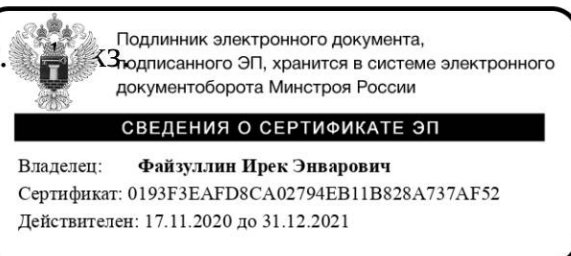 Подлинник электронного документа,
подписанного ЭП, хранится в системе электронного
документооборота Минстроя России
СВЕДЕНИЯ О СЕРТИФИКАТЕ ЭП
Владелец: Файзуллин Ирек Энварович
Сертификат: 0193F3EAFD8CA02794EB11B828A737AF52
Действителен: 17.11.2020 до 31.12.2021